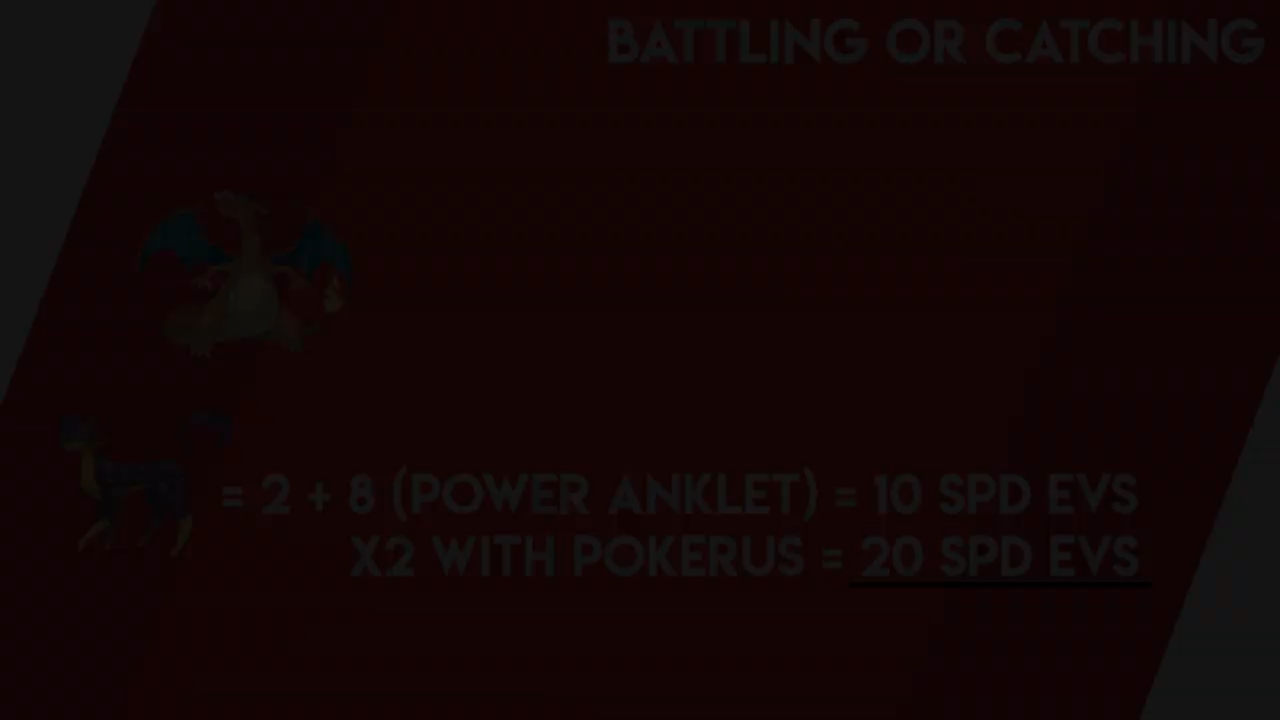 BATTLING OR CATCHING
= 2 + 8 (POWER ANKLET) = 10 SPD EVS
X2 WITH POKERUS = 20 SPD EVS